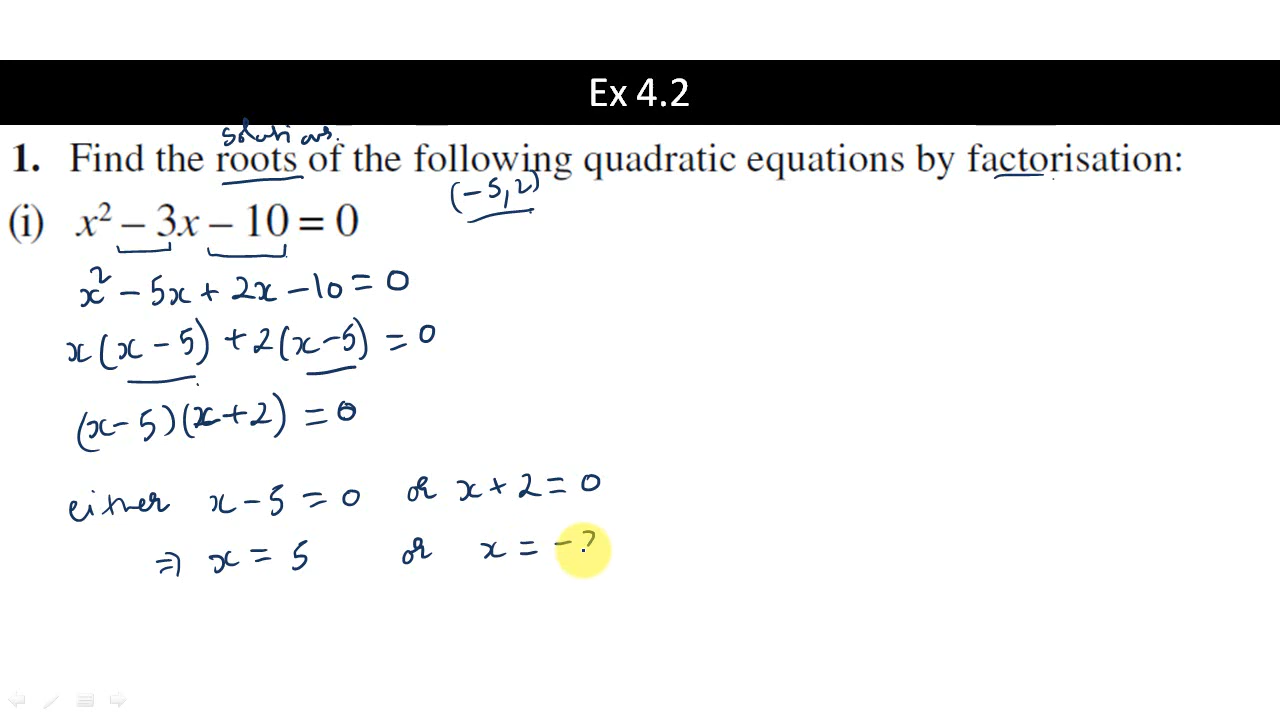 Ex 4.2
solutions.
1. Find the roots of the following quadratic equations by factorisation:
(-5,2)
(i) x² – 3x – 10 = 0
x² - 5x + 2x - 10 = 0
x(x - 5) + 2(x - 5) = 0
(x - 5)(x + 2) = 0
either x - 5 = 0 or x + 2 = 0
⇒ x = 5 or x = -